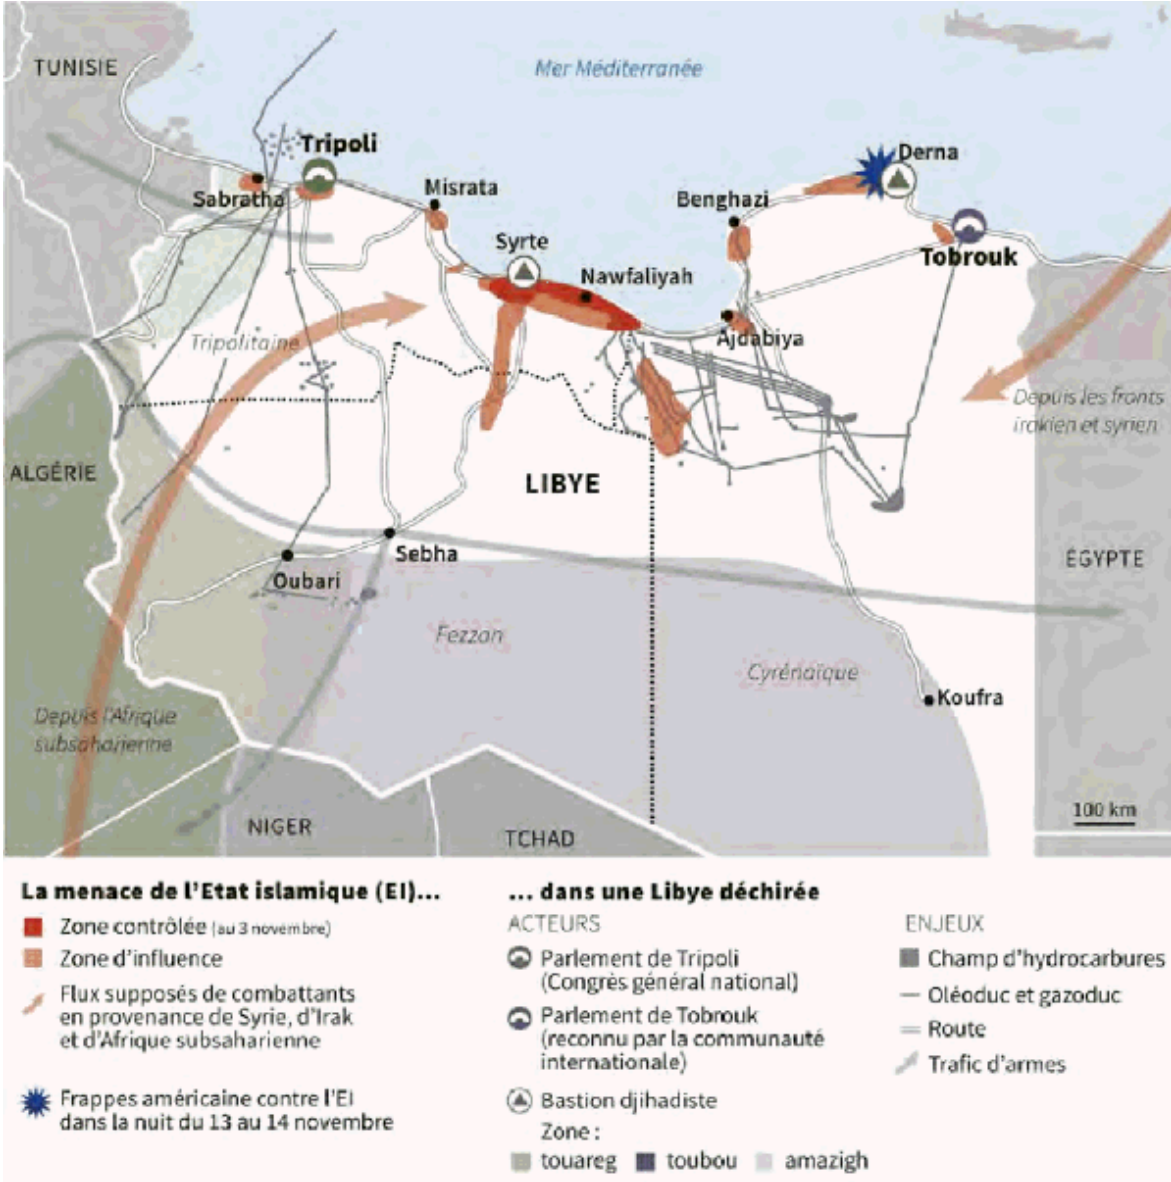 TUNISIE
Mer Méditerranée
Tripoli
Derna
Sabratha
Misrata
Benghazi
Syrte
Tobrouk
Nawfaliyah
Ajdabiya
Tripolitaine
Depuis les fronts
irakien et syrien
ALGÉRIE
LIBYE
Sebha
ÉGYPTE
Oubari
Fezzan
Cyrénaïque
Koufra
Depuis l'Afrique
subsaharienne
100 km
NIGER
TCHAD
La menace de l'Etat islamique (EI)...
Zone contrôlée (au 3 novembre)
Zone d'influence
Flux supposés de combattants
en provenance de Syrie, d'Irak
et d'Afrique subsaharienne
Frappes américaine contre l'EI
dans la nuit du 13 au 14 novembre
... dans une Libye déchirée
ACTEURS
Parlement de Tripoli
(Congrès général national)
Parlement de Tobrouk
(reconnu par la communauté
internationale)
Bastion djihadiste
Zone :
touareg toubou amazigh
ENJEUX
Champ d'hydrocarbures
Oléoduc et gazoduc
Route
Trafic d'armes